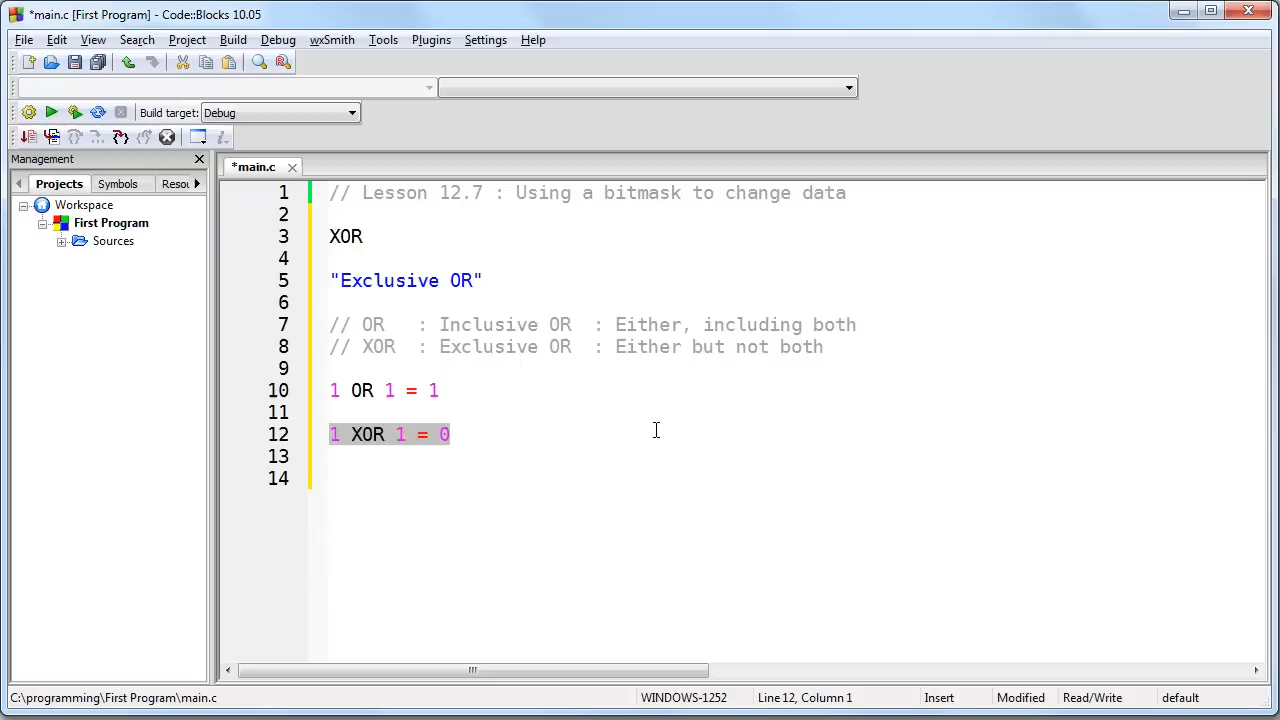 *main.c [First Program] - Code::Blocks 10.05
File Edit View Search Project Build Debug wxSmith Tools Plugins Settings Help
Build target: Debug
Management
*main.c
Projects Symbols Resou
Workspace
First Program
Sources
1 // Lesson 12.7 : Using a bitmask to change data
2
3 XOR
4
5 "Exclusive OR"
6
7 // OR   : Inclusive OR  : Either, including both
8 // XOR  : Exclusive OR  : Either but not both
9
10 1 OR 1 = 1
11
12 1 XOR 1 = 0
13
14
C:\programming\First Program\main.c WINDOWS-1252 Line 12, Column 1 Insert Modified Read/Write default